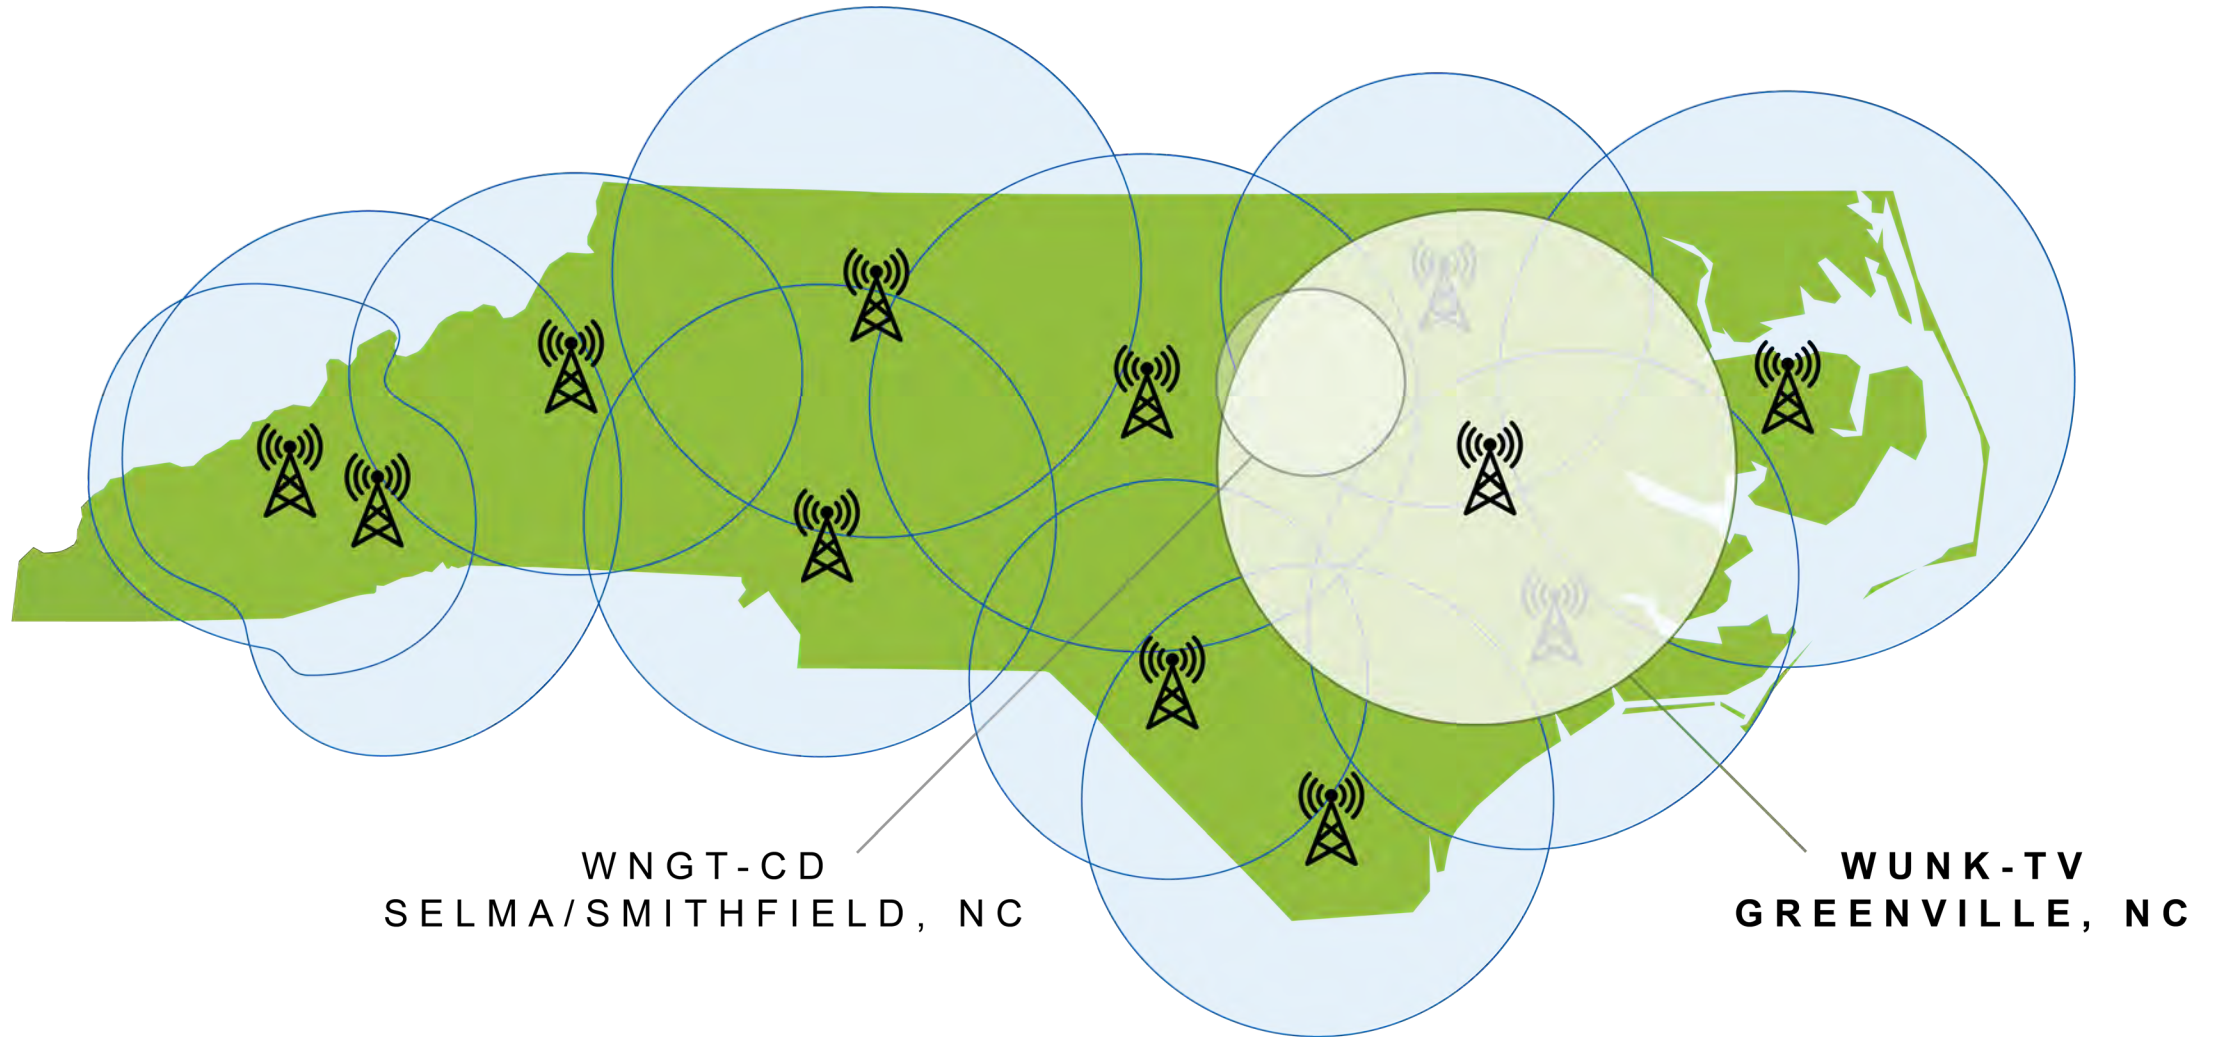 WNGT-CD
SELMA/SMITHFIELD, NC
WUNK-TV
GREENVILLE, NC